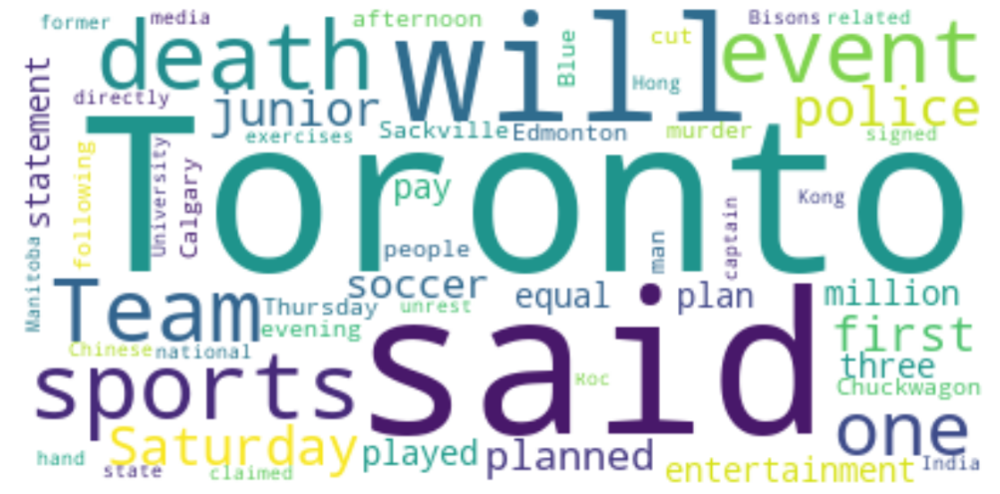 former media afternoon Bisons related
death will Blue cut event
Hong
directly junior police
statement exercises Sackville Edmonton murder signed
Toronto
following University Calgary pay Kong
people man captain
Manitoba soccer equal plan million
Team Thursday unrest first
evening
Chinese national three
sports said Koc Chuckwagon
one
Saturday played planned
hand state claimed entertainment India